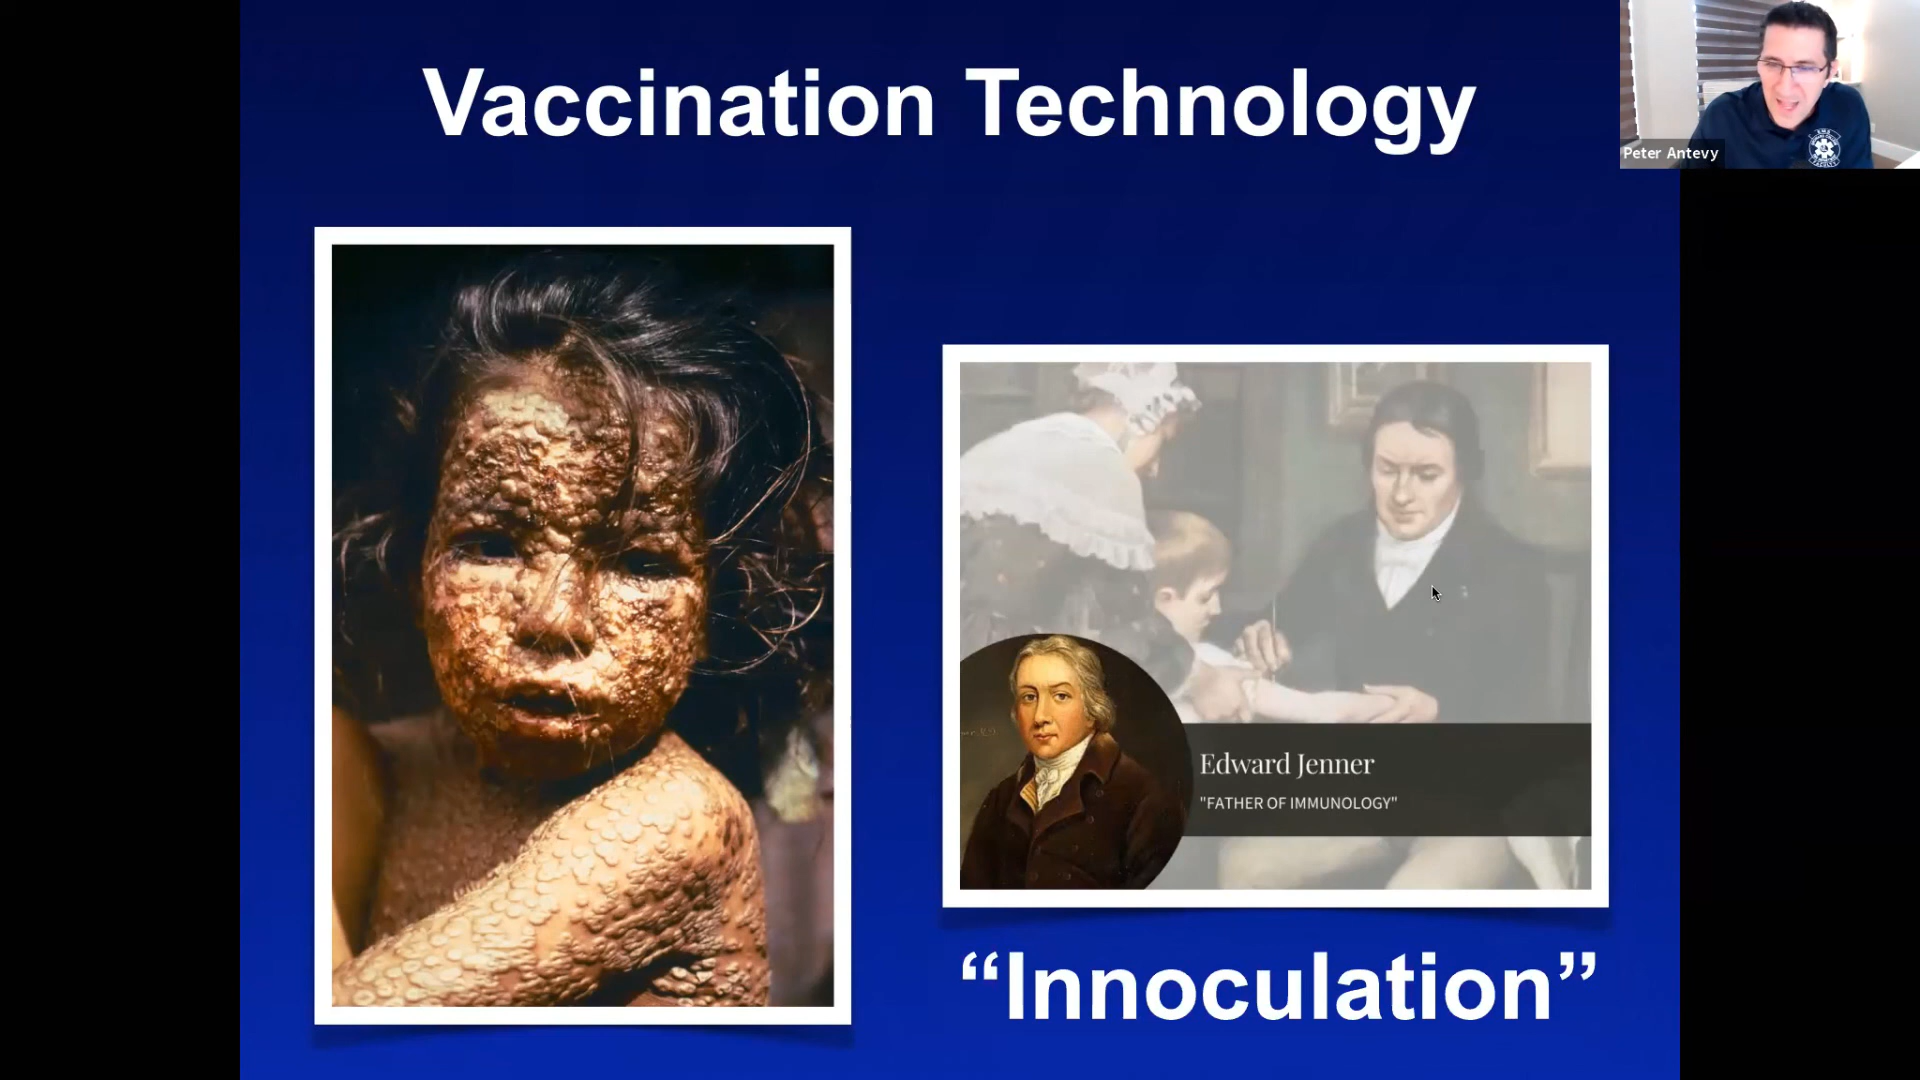 Vaccination Technology
Peter Antevy
Edward Jenner
"FATHER OF IMMUNOLOGY"
“Innoculation”